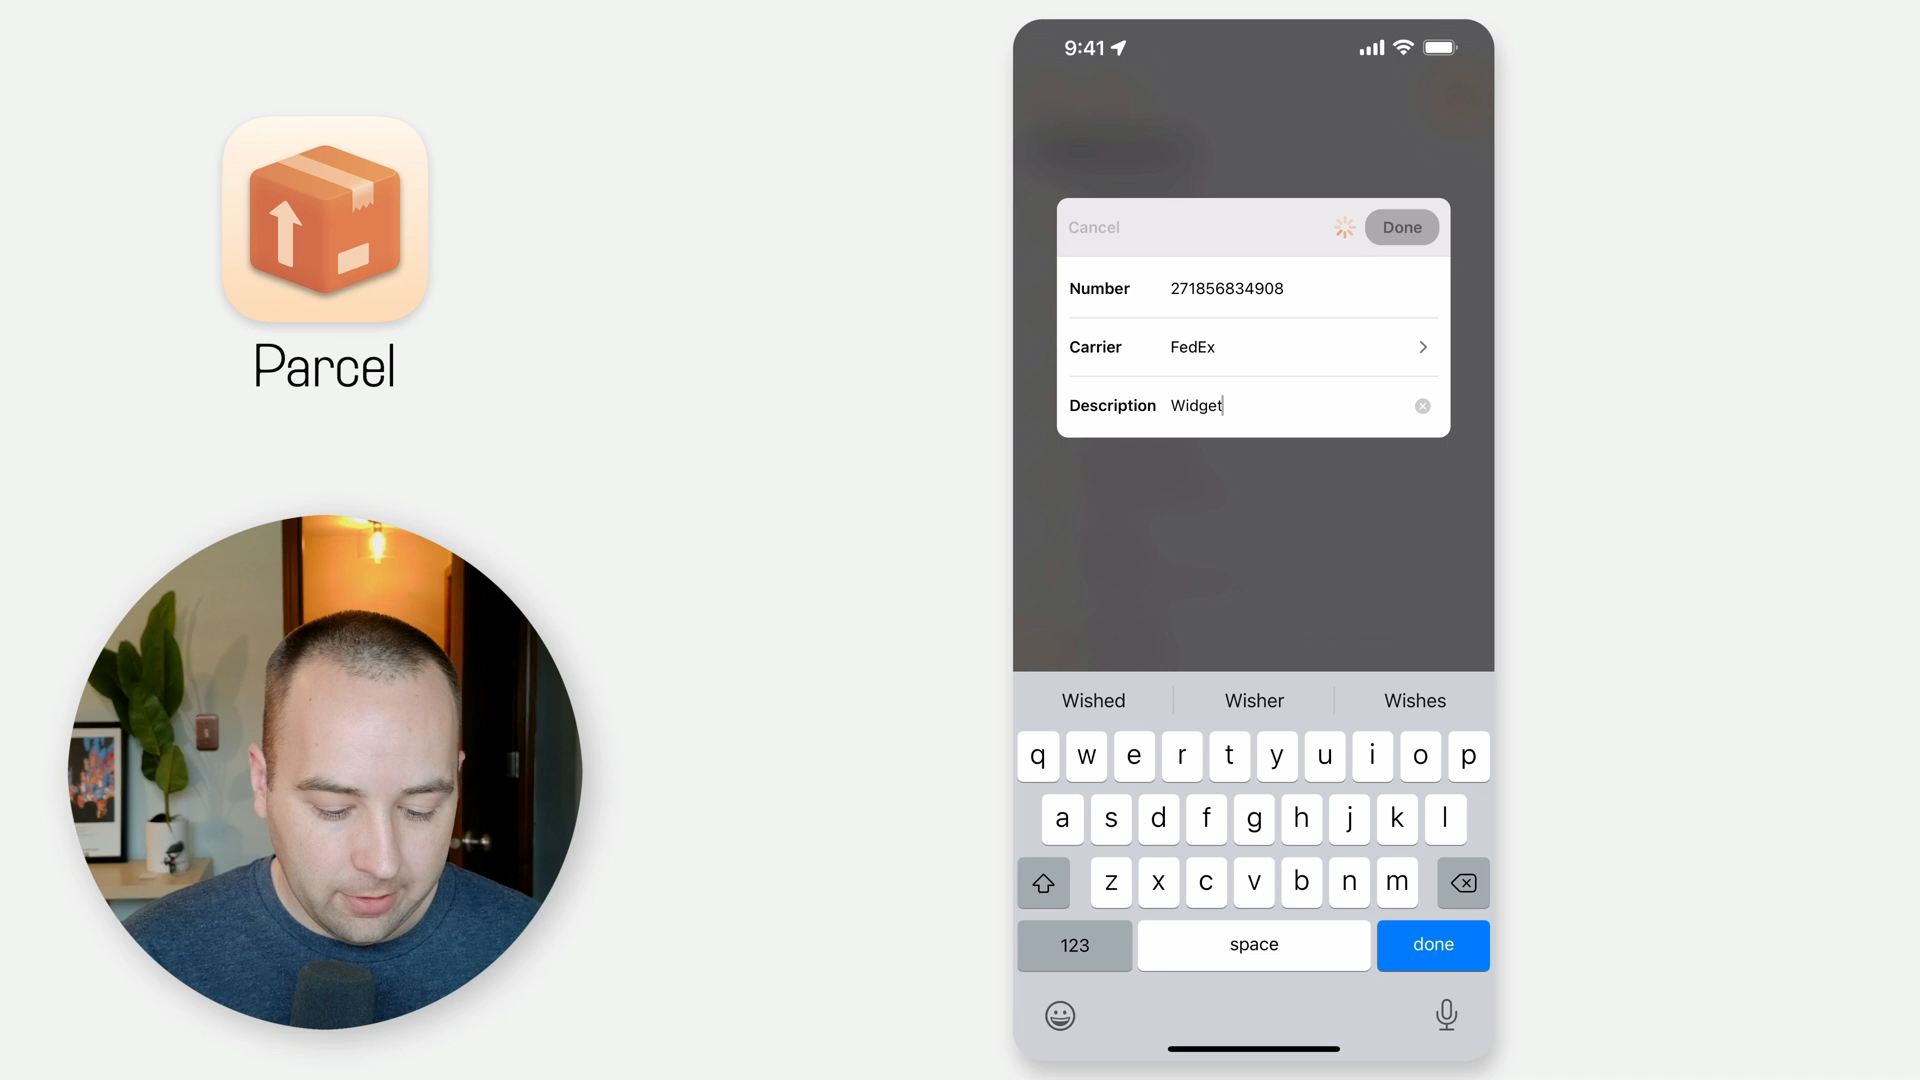 Parcel
9:41
Cancel
Done
Number 271856834908
Carrier FedEx
Description Widget
Wished Wisher Wishes
q w e r t y u i o p
a s d f g h j k l
z x c v b n m
123 space done